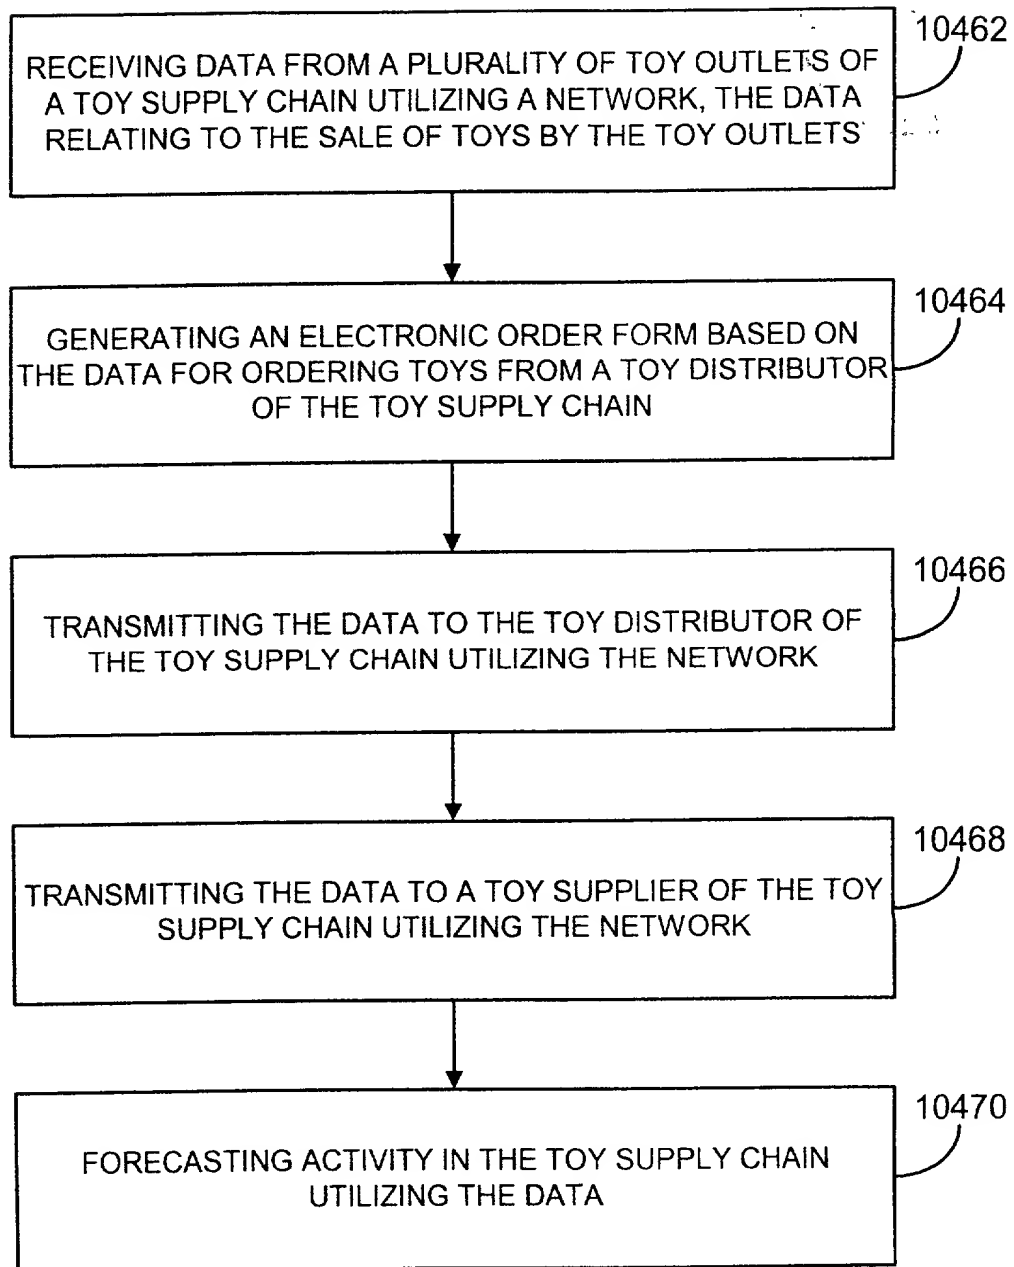 10462
RECEIVING DATA FROM A PLURALITY OF TOY OUTLETS OF
A TOY SUPPLY CHAIN UTILIZING A NETWORK, THE DATA
RELATING TO THE SALE OF TOYS BY THE TOY OUTLETS
10464
GENERATING AN ELECTRONIC ORDER FORM BASED ON
THE DATA FOR ORDERING TOYS FROM A TOY DISTRIBUTOR
OF THE TOY SUPPLY CHAIN
10466
TRANSMITTING THE DATA TO THE TOY DISTRIBUTOR OF
THE TOY SUPPLY CHAIN UTILIZING THE NETWORK
10468
TRANSMITTING THE DATA TO A TOY SUPPLIER OF THE TOY
SUPPLY CHAIN UTILIZING THE NETWORK
10470
FORECASTING ACTIVITY IN THE TOY SUPPLY CHAIN
UTILIZING THE DATA